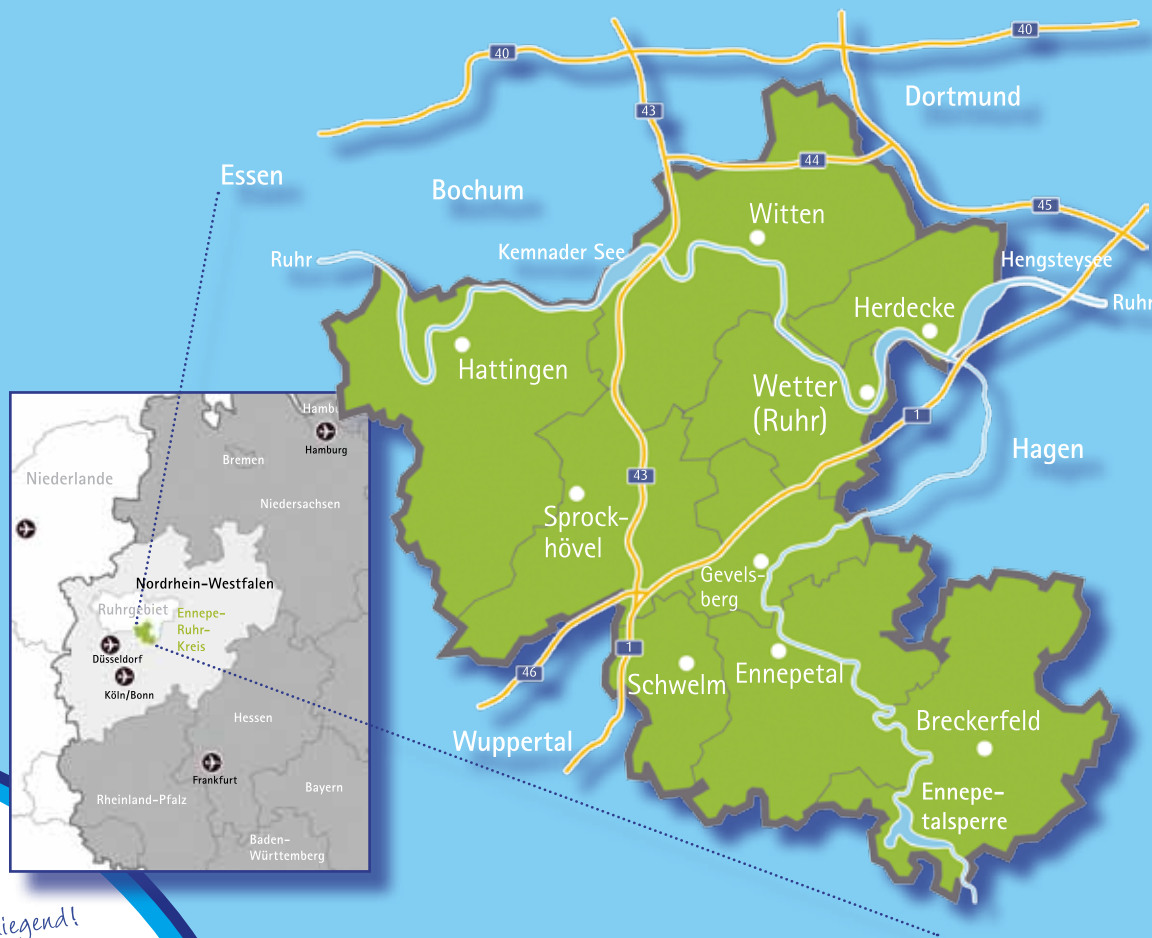 40
40
43
Dortmund
44
Essen
Bochum
45
Witten
Kemnader See
Ruhr
Hengsteysee
Ruhr
Herdecke
Hattingen
Wetter
(Ruhr)
1
Hagen
43
Sprock-
hövel
Gevels-
berg
1
46
Schwelm
Ennepetal
Breckerfeld
Wuppertal
Ennepe-
talsperre
Hamburg
Bremen
Niederlande
Niedersachsen
Nordrhein-Westfalen
Ruhrgebiet
Ennepe-
Ruhr-
Kreis
Düsseldorf
Köln/Bonn
Hessen
Frankfurt
Bayern
Rheinland-Pfalz
Baden-
Württemberg